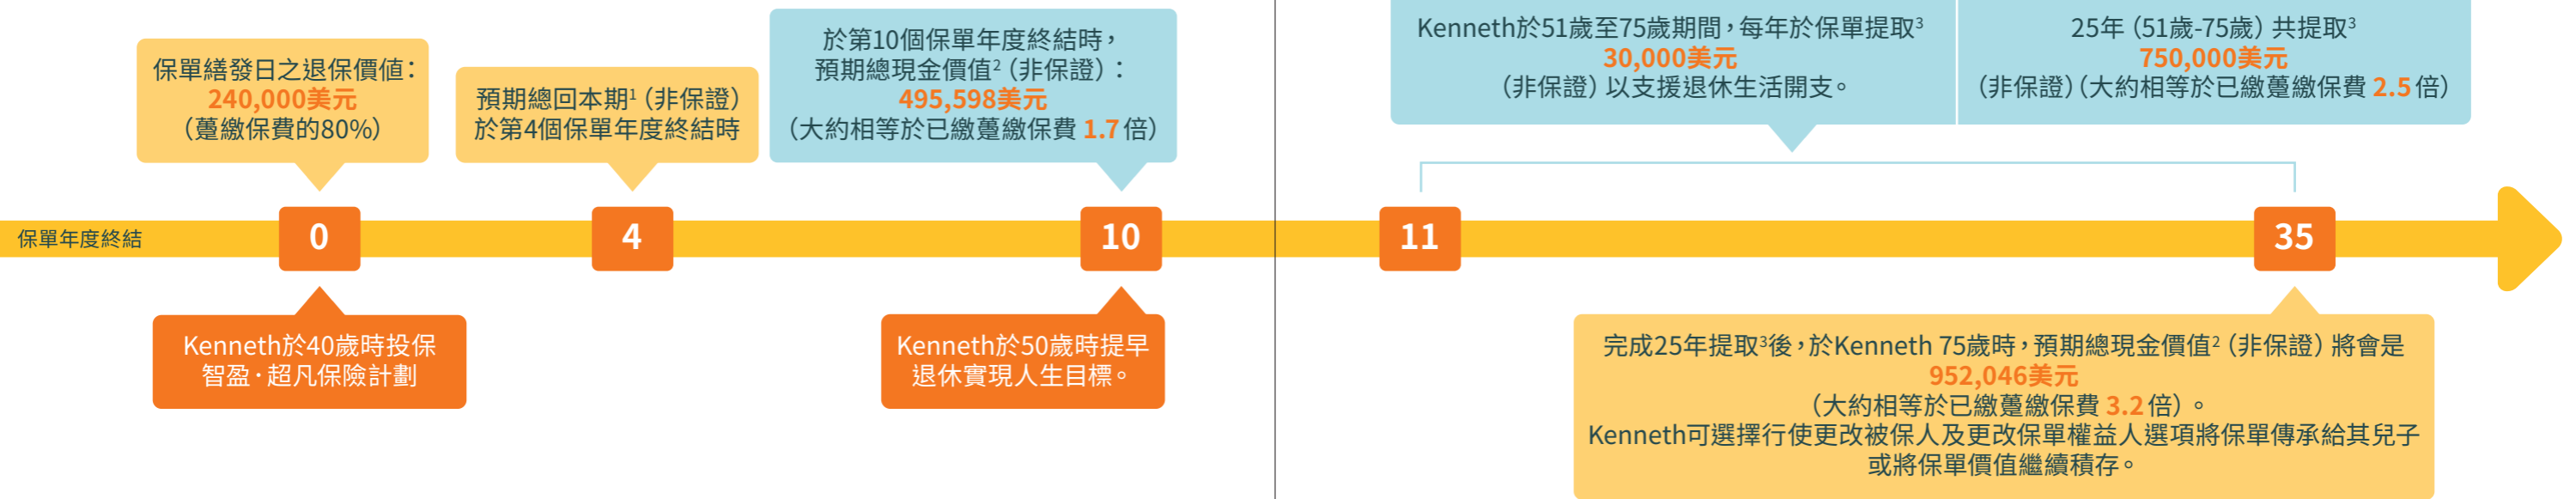 保單繕發日之退保價值：
240,000美元
（躉繳保費的80%）
預期總回本期1（非保證）
於第4個保單年度終結時
於第10個保單年度終結時，
預期總現金價值2（非保證）：
495,598美元
（大約相等於已繳躉繳保費 1.7 倍）
Kenneth於51歲至75歲期間，每年於保單提取3
30,000美元
（非保證）以支援退休生活開支。
25年（51歲-75歲）共提取3
750,000美元
（非保證）（大約相等於已繳躉繳保費 2.5 倍）
保單年度終結
0
4
10
11
35
Kenneth於40歲時投保
智盈·超凡保險計劃
Kenneth於50歲時提早
退休實現人生目標。
完成25年提取3後，於Kenneth 75歲時，預期總現金價值2（非保證）將會是
952,046美元
（大約相等於已繳躉繳保費 3.2 倍）。
Kenneth可選擇行使更改被保人及更改保單權益人選項將保單傳承給其兒子
或將保單價值繼續積存。